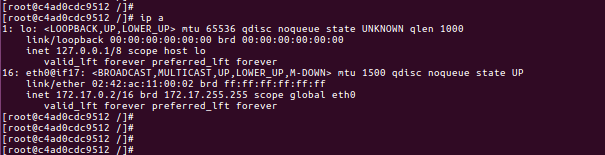 [root@c4ad0cdc9512 /]#
[root@c4ad0cdc9512 /]# ip a
1: lo: <LOOPBACK,UP,LOWER_UP> mtu 65536 qdisc noqueue state UNKNOWN qlen 1000
    link/loopback 00:00:00:00:00:00 brd 00:00:00:00:00:00
    inet 127.0.0.1/8 scope host lo
       valid_lft forever preferred_lft forever
16: eth0@if17: <BROADCAST,MULTICAST,UP,LOWER_UP,M-DOWN> mtu 1500 qdisc noqueue state UP
    link/ether 02:42:ac:11:00:02 brd ff:ff:ff:ff:ff:ff
    inet 172.17.0.2/16 brd 172.17.255.255 scope global eth0
       valid_lft forever preferred_lft forever
[root@c4ad0cdc9512 /]#
[root@c4ad0cdc9512 /]#
[root@c4ad0cdc9512 /]#